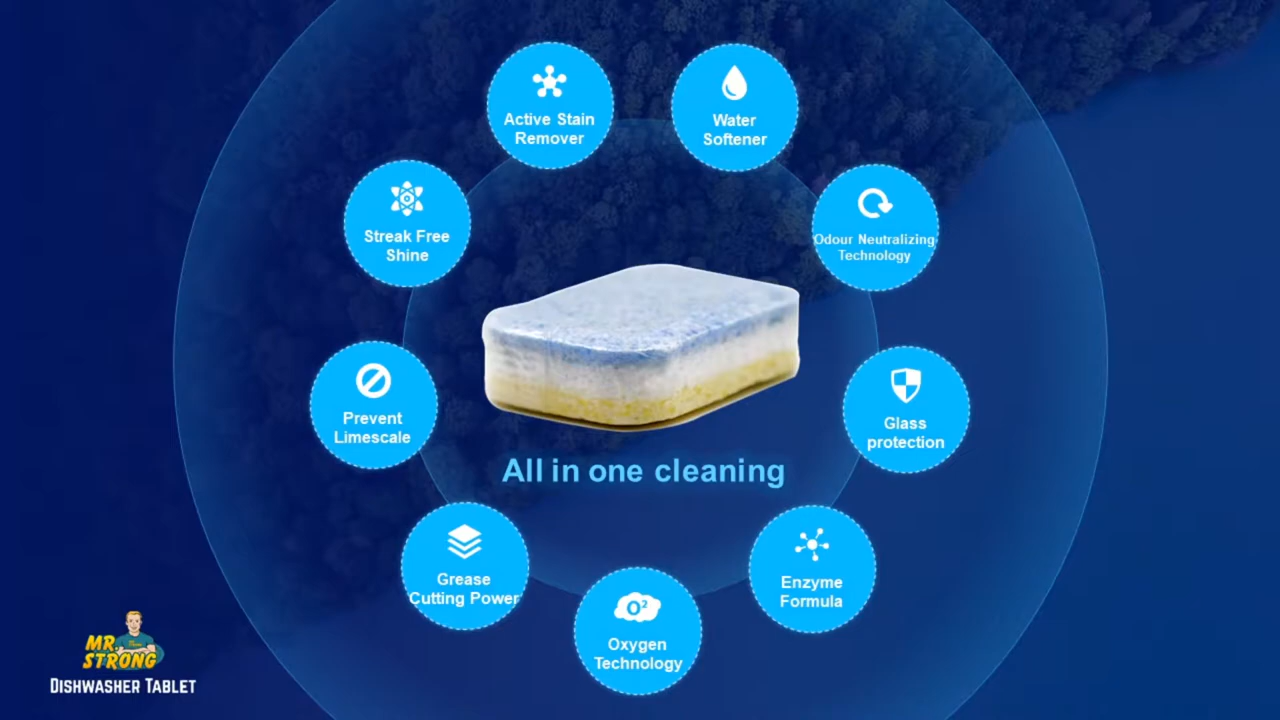 Active Stain
Remover
Water
Softener
Streak Free
Shine
Odour Neutralizing
Technology
Prevent
Limescale
Glass
protection
All in one cleaning
Grease
Cutting Power
Enzyme
Formula
O²
Oxygen
Technology
MR.
STRONG
DISHWASHER TABLET